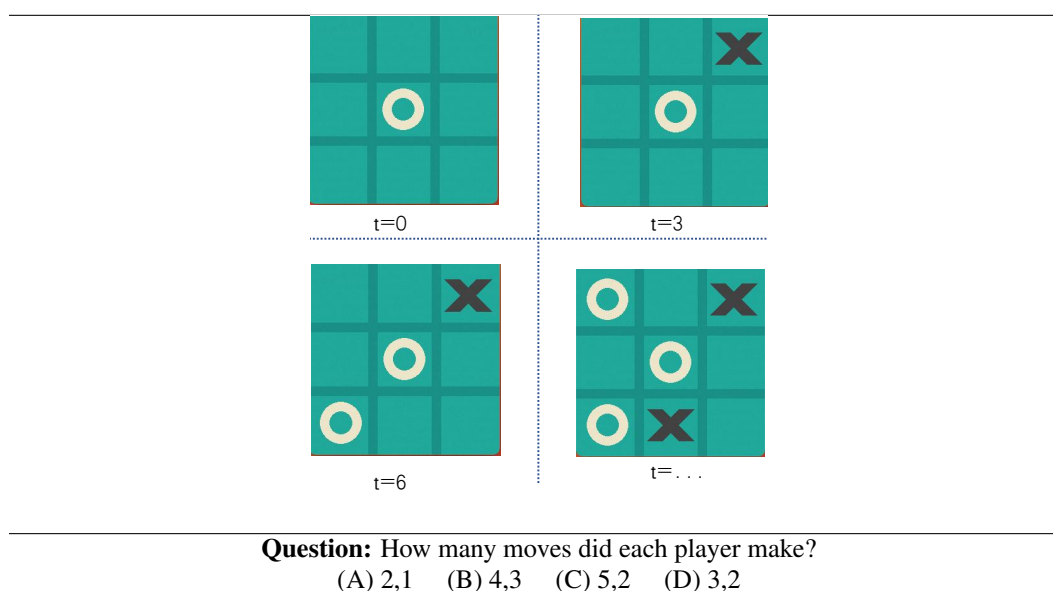 t=0
t=3
t=6
t=...
Question: How many moves did each player make?
(A) 2,1 (B) 4,3 (C) 5,2 (D) 3,2